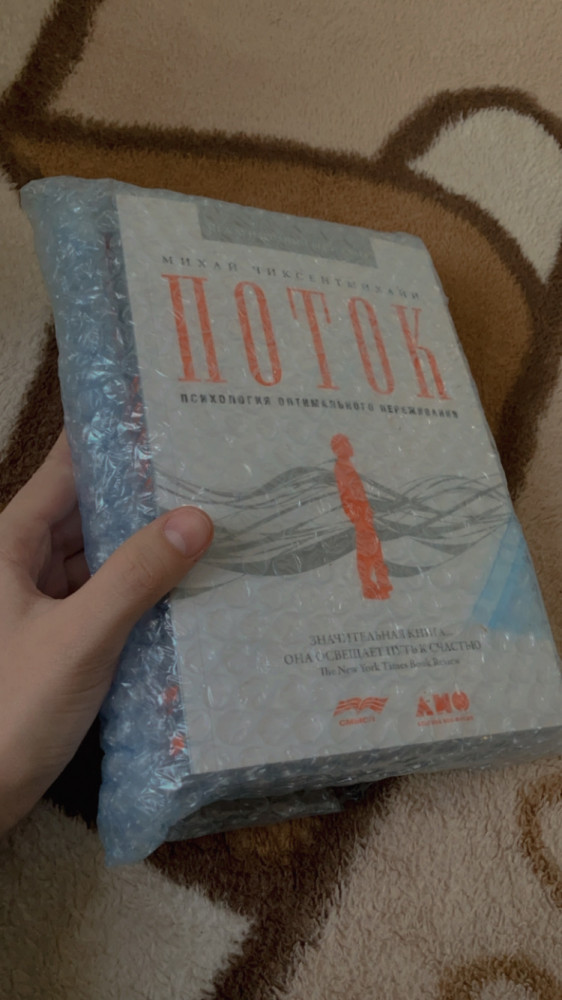 МИХАЙ ЧИКСЕНТМИХАЙИ
ПОТОК
ПСИХОЛОГИЯ ОПТИМАЛЬНОГО ПЕРЕЖИВАНИЯ
ЗНАЧИТЕЛЬНАЯ КНИГА...
ОНА ОСВЕЩАЕТ ПУТЬ К СЧАСТЬЮ
The New York Times Book Review